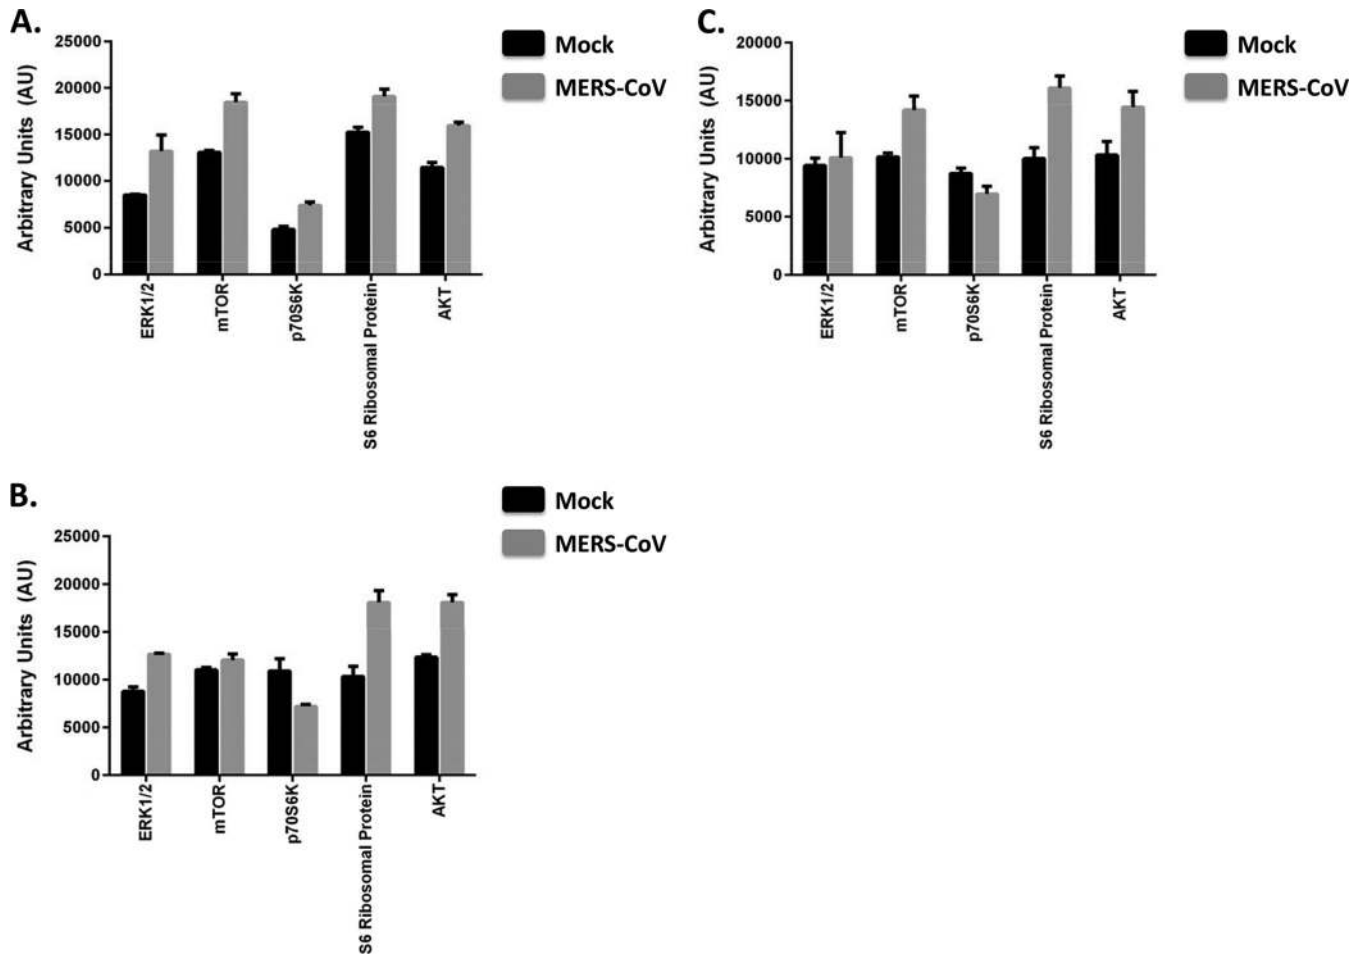 A.
Arbitrary Units (AU)
25000
20000
15000
10000
5000
0
ERK1/2
mTOR
p70S6K
S6 Ribosomal Protein
AKT
Mock
MERS-CoV
C.
Arbitrary Units (AU)
20000
15000
10000
5000
0
ERK1/2
mTOR
p70S6K
S6 Ribosomal Protein
AKT
Mock
MERS-CoV
B.
Arbitrary Units (AU)
25000
20000
15000
10000
5000
0
ERK1/2
mTOR
p70S6K
S6 Ribosomal Protein
AKT
Mock
MERS-CoV